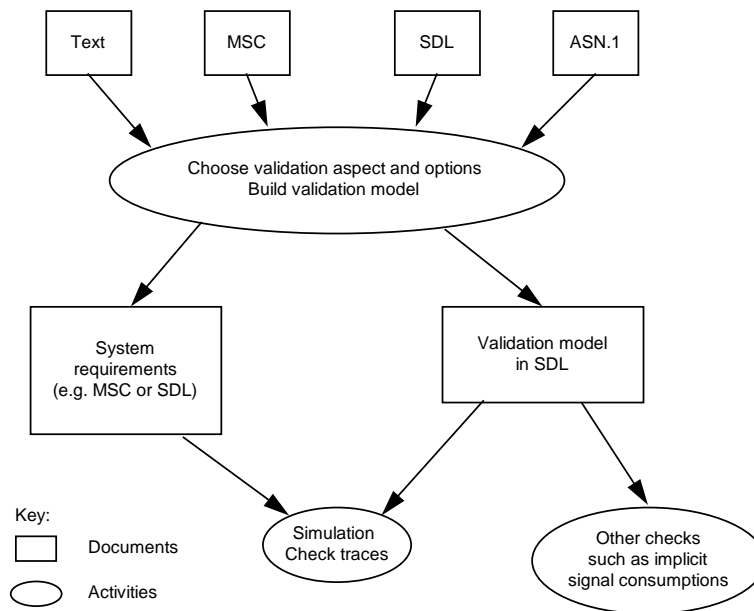 Text
MSC
SDL
ASN.1
Choose validation aspect and options
Build validation model
System
requirements
(e.g. MSC or SDL)
Validation model
in SDL
Simulation
Check traces
Other checks
such as implicit
signal consumptions
Key:
Documents
Activities